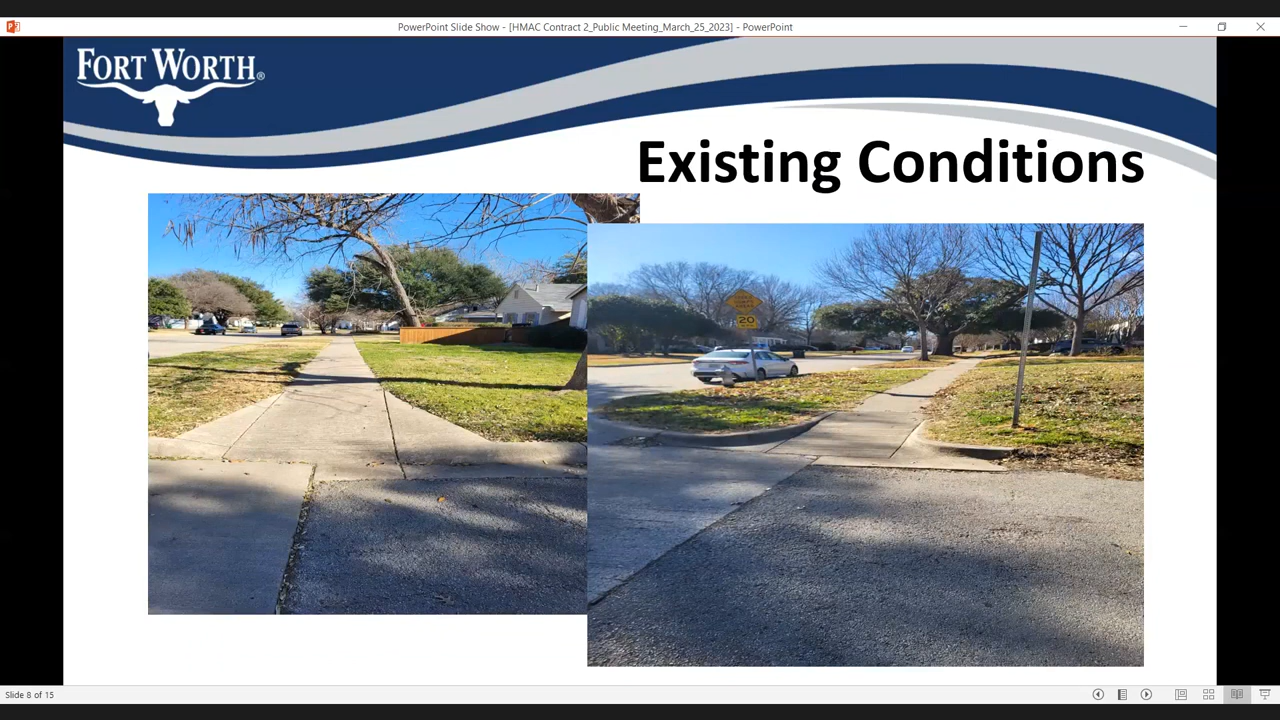 PowerPoint Slide Show - [HMAC Contract 2_Public Meeting_March_25_2023] - PowerPoint
FORT WORTH®
Existing Conditions
20
Slide 8 of 15